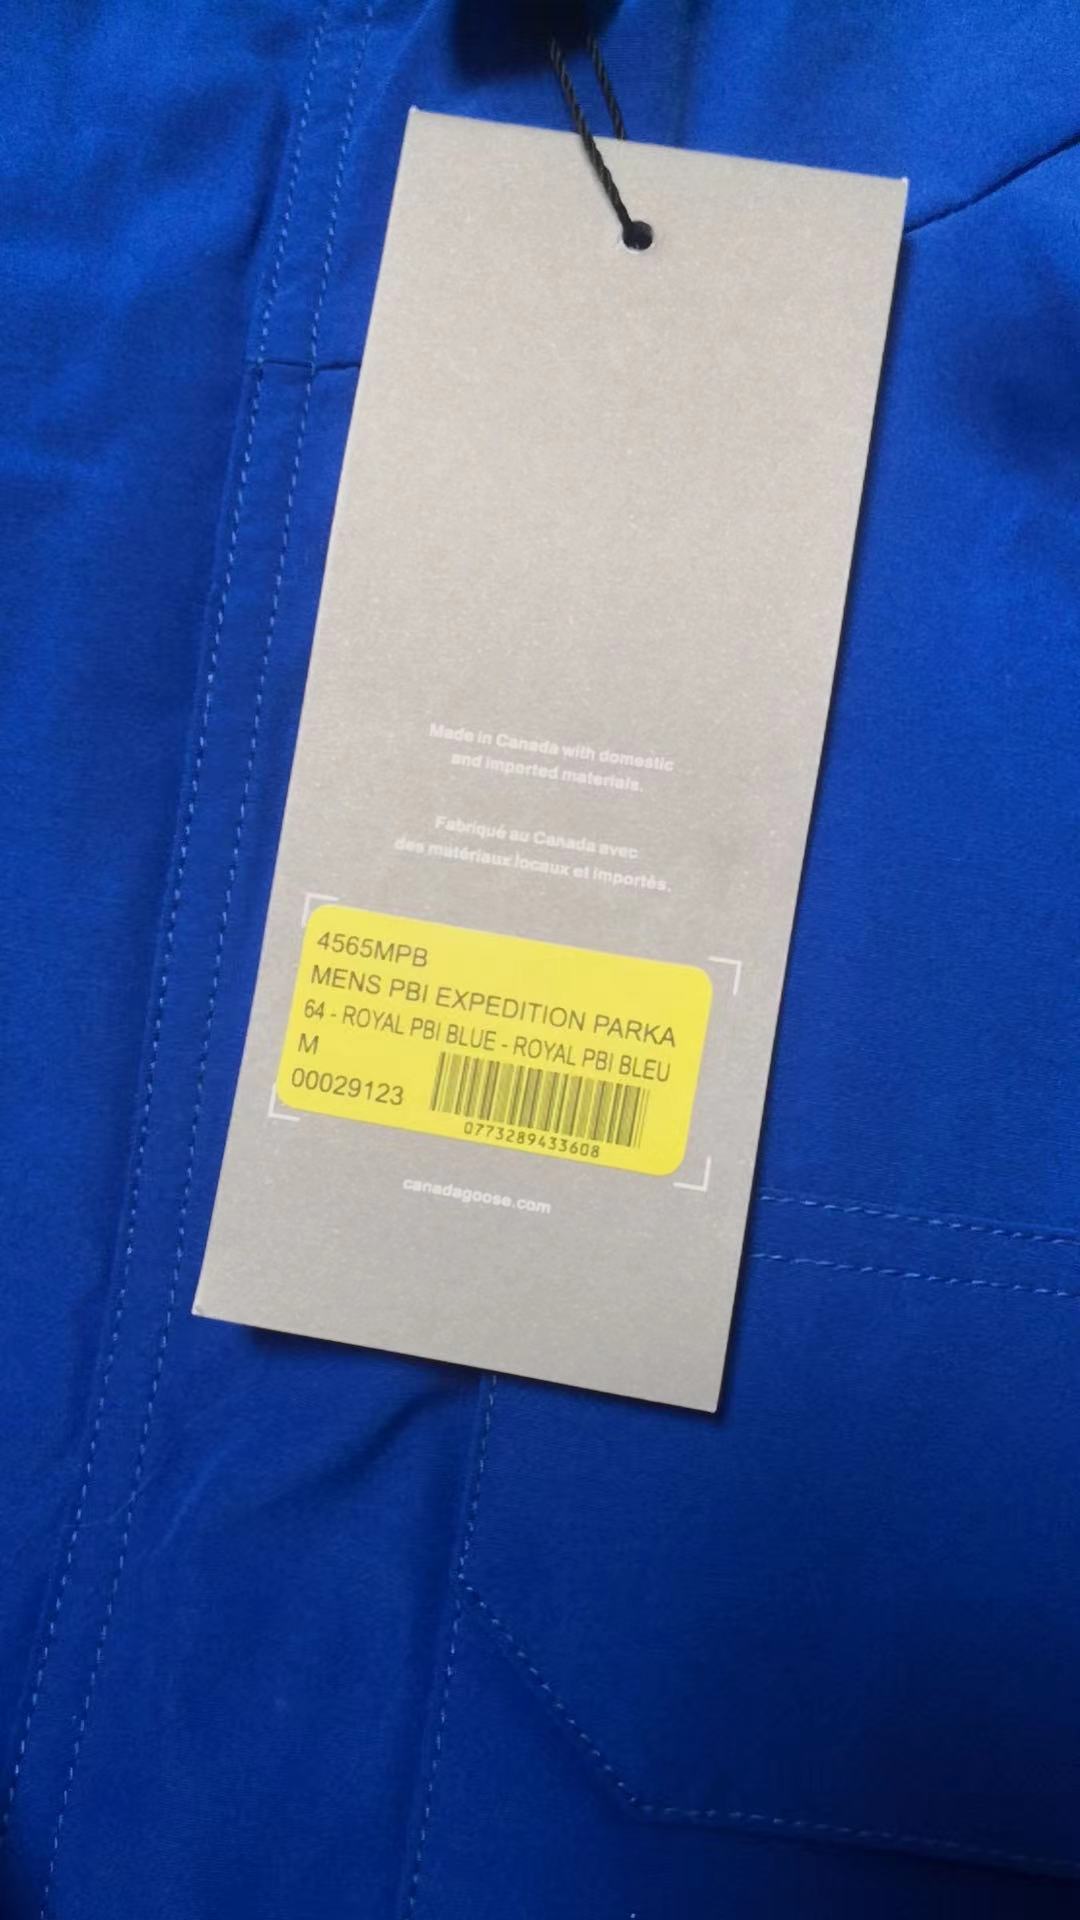 Made in Canada with domestic
and imported materials.
Fabriqué au Canada avec
des matériaux locaux et importés.
4565MPB
MENS PBI EXPEDITION PARKA
64 - ROYAL PBI BLUE - ROYAL PBI BLEU
M
00029123
0773289433608
canadagoose.com